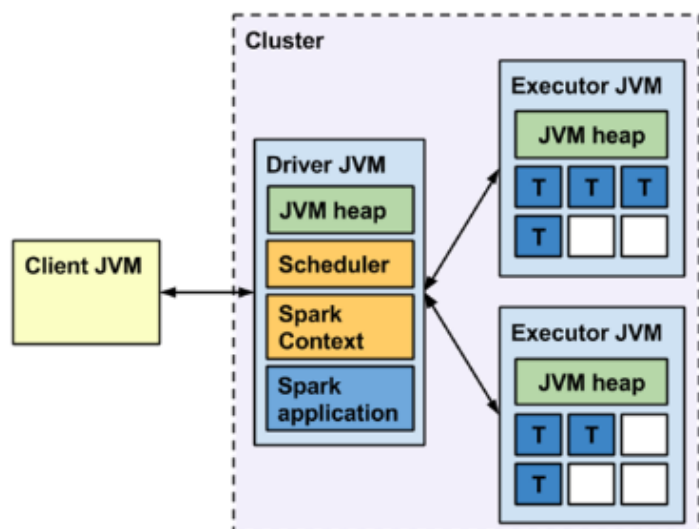 Cluster
Client JVM
Driver JVM
JVM heap
Scheduler
Spark
Context
Spark
application
Executor JVM
JVM heap
T T T
T
Executor JVM
JVM heap
T T
T